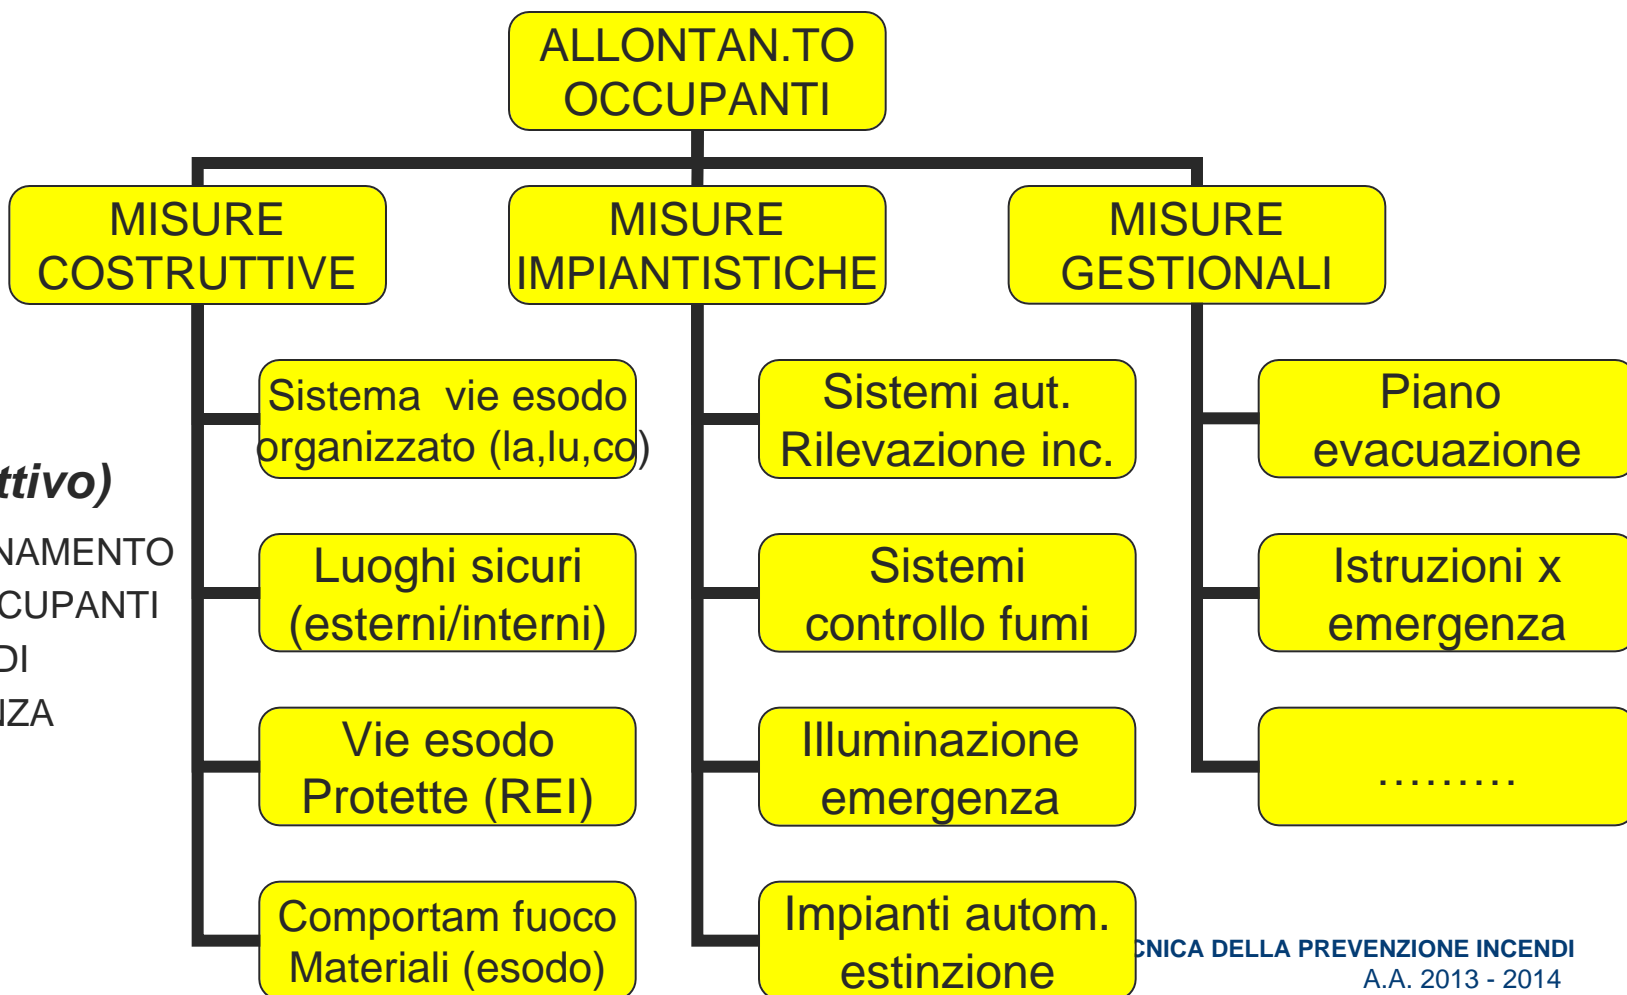 ALLONTAN.TO
OCCUPANTI
MISURE
COSTRUTTIVE
MISURE
IMPIANTISTICHE
MISURE
GESTIONALI
Sistema vie esodo
organizzato (la,lu,co)
Luoghi sicuri
(esterni/interni)
Vie esodo
Protette (REI)
Comportam fuoco
Materiali (esodo)
Sistemi aut.
Rilevazione inc.
Sistemi
controllo fumi
Illuminazione
emergenza
Impianti autom.
estinzione
Piano
evacuazione
Istruzioni x
emergenza
………
ttivo)
NAMENTO
CUPANTI
DI
NZA
CNICA DELLA PREVENZIONE INCENDI
A.A. 2013 - 2014